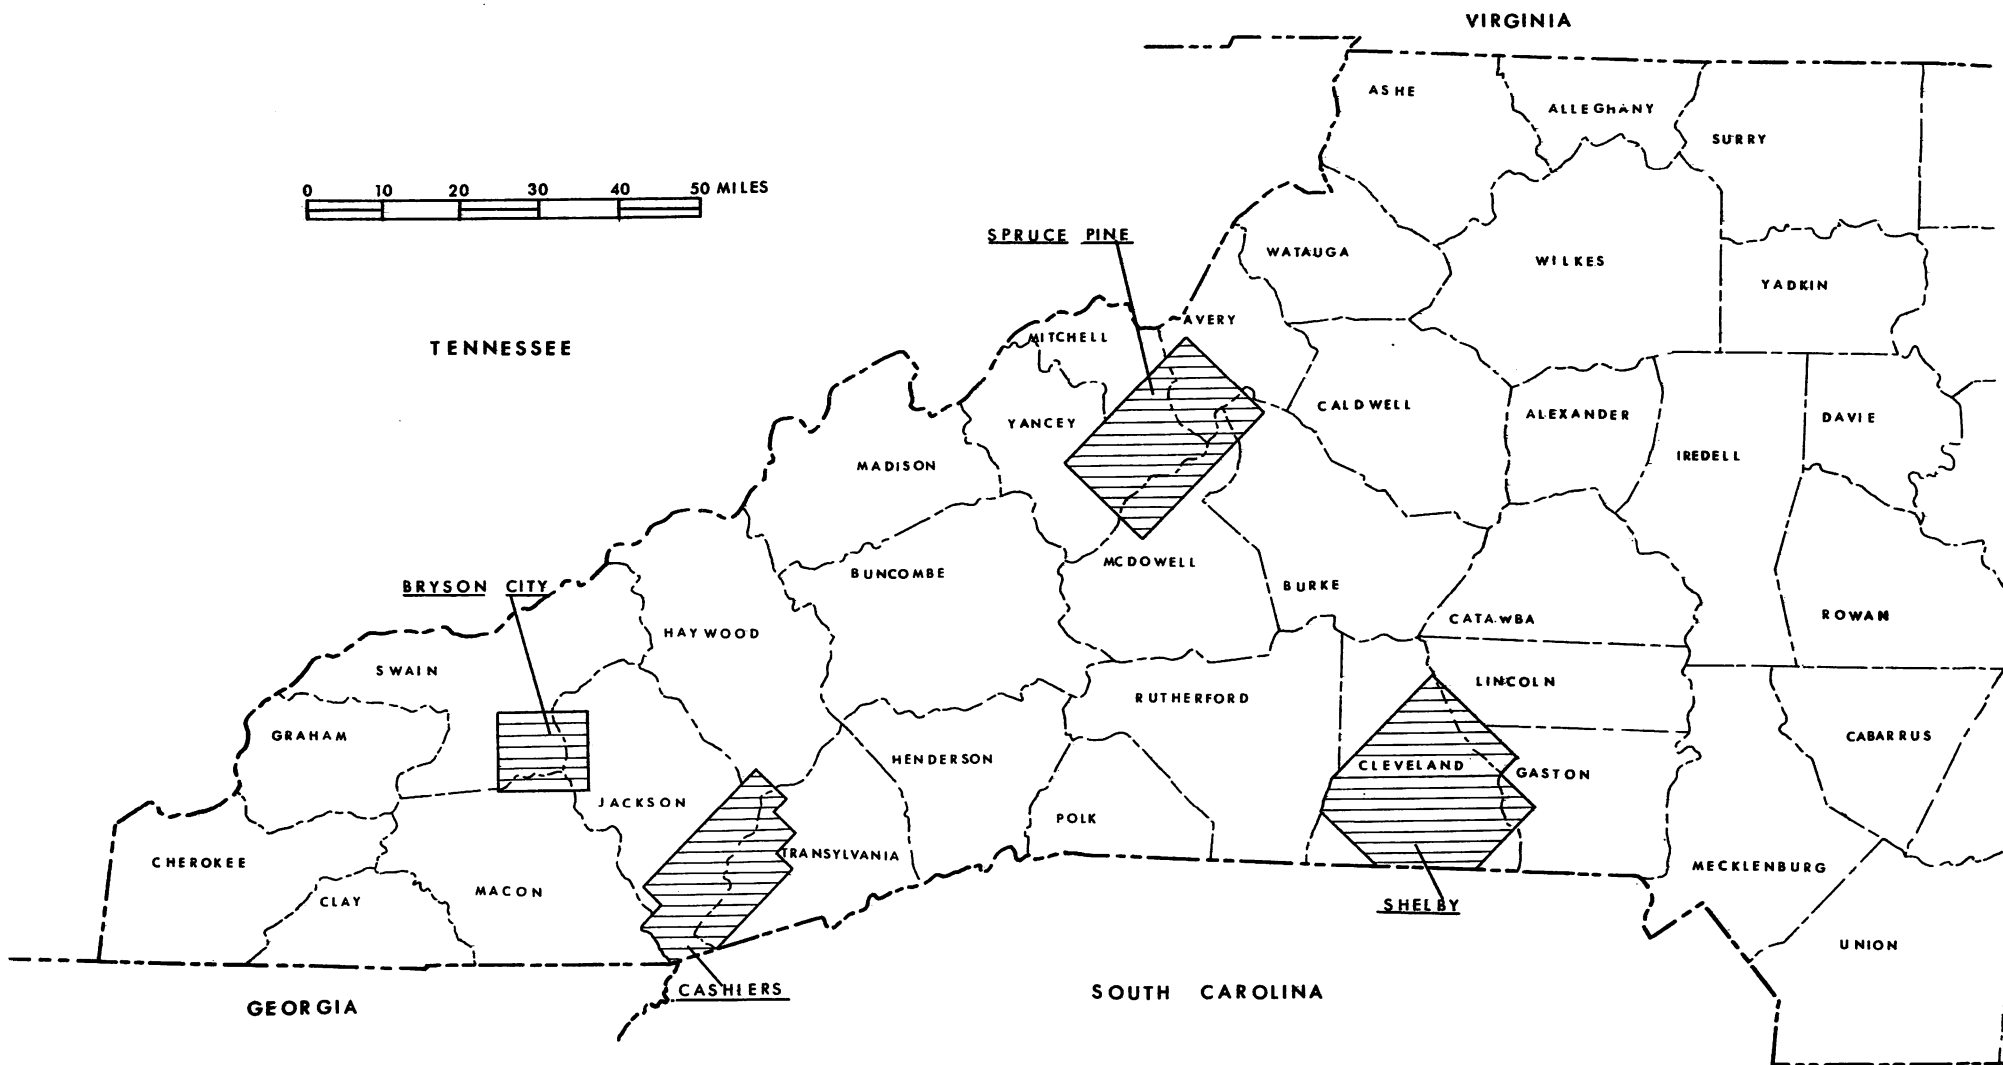 VIRGINIA
ASHE
ALLEGHANY
SURRY
0 10 20 30 40 50 MILES
SPRUCE PINE
WATAUGA
WILKES
YADKIN
AVERY
MITCHELL
TENNESSEE
CALDWELL
ALEXANDER
DAVIE
YANCEY
IREDELL
MADISON
MCDOWELL
BUNCOMBE
BURKE
BRYSON CITY
CATAWBA
ROWAN
HAYWOOD
SWAIN
LINCOLN
RUTHERFORD
GRAHAM
CABARRUS
HENDERSON
CLEVELAND
GASTON
JACKSON
POLK
TRANSYLVANIA
CHEROKEE
MECKLENBURG
MACON
CLAY
SHELBY
UNION
CASHIERS
SOUTH CAROLINA
GEORGIA